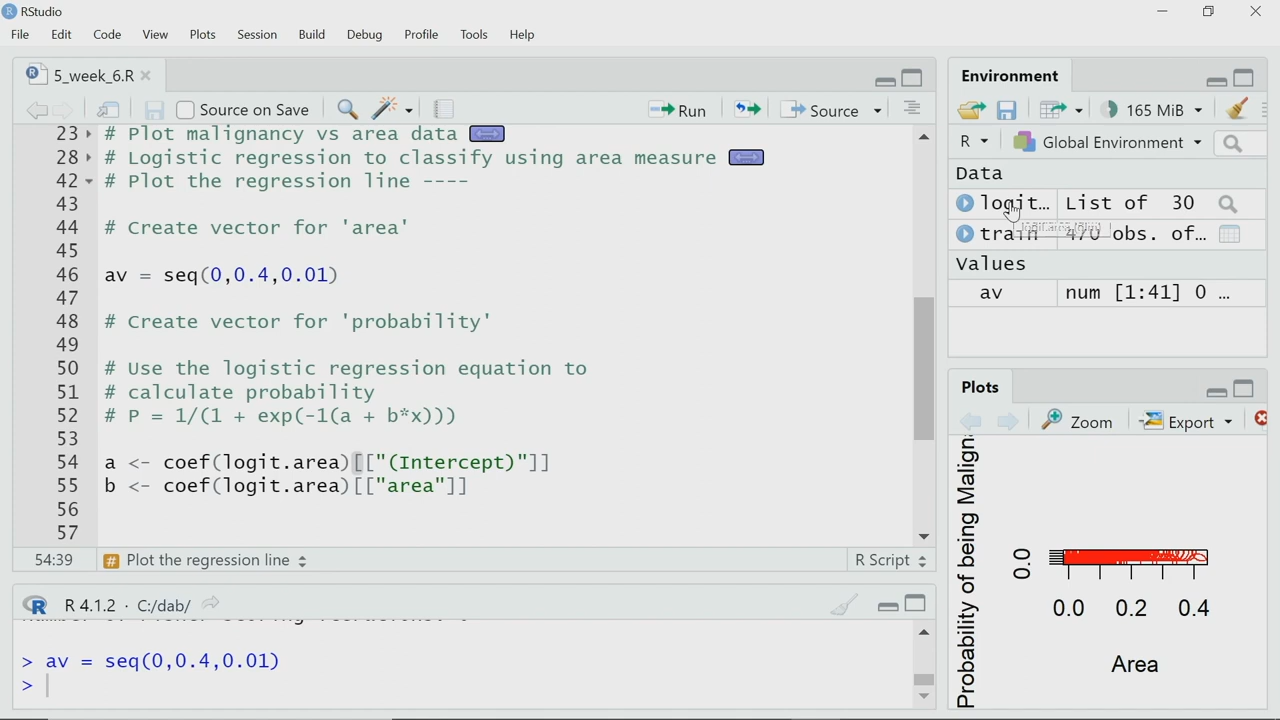 RStudio
File Edit Code View Plots Session Build Debug Profile Tools Help
5_week_6.R
Source on Save Run Source
23 # Plot malignancy vs area data
28 # Logistic regression to classify using area measure
42 # Plot the regression line ----
43
44 # Create vector for 'area'
45
46 av = seq(0,0.4,0.01)
47
48 # Create vector for 'probability'
49
50 # Use the logistic regression equation to
51 # calculate probability
52 # P = 1/(1 + exp(-1(a + b*x)))
53
54 a <- coef(logit.area)[["(Intercept)"]]
55 b <- coef(logit.area)[["area"]]
56
57
54:39 # Plot the regression line R Script
R 4.1.2 · C:/dab/
> av = seq(0,0.4,0.01)
>
Environment
165 MiB
R Global Environment
Data
logit… List of 30
train 470 obs. of…
Values
av num [1:41] 0 …
Plots
Zoom Export
Probability of being Malign
0.0
0.0 0.2 0.4
Area